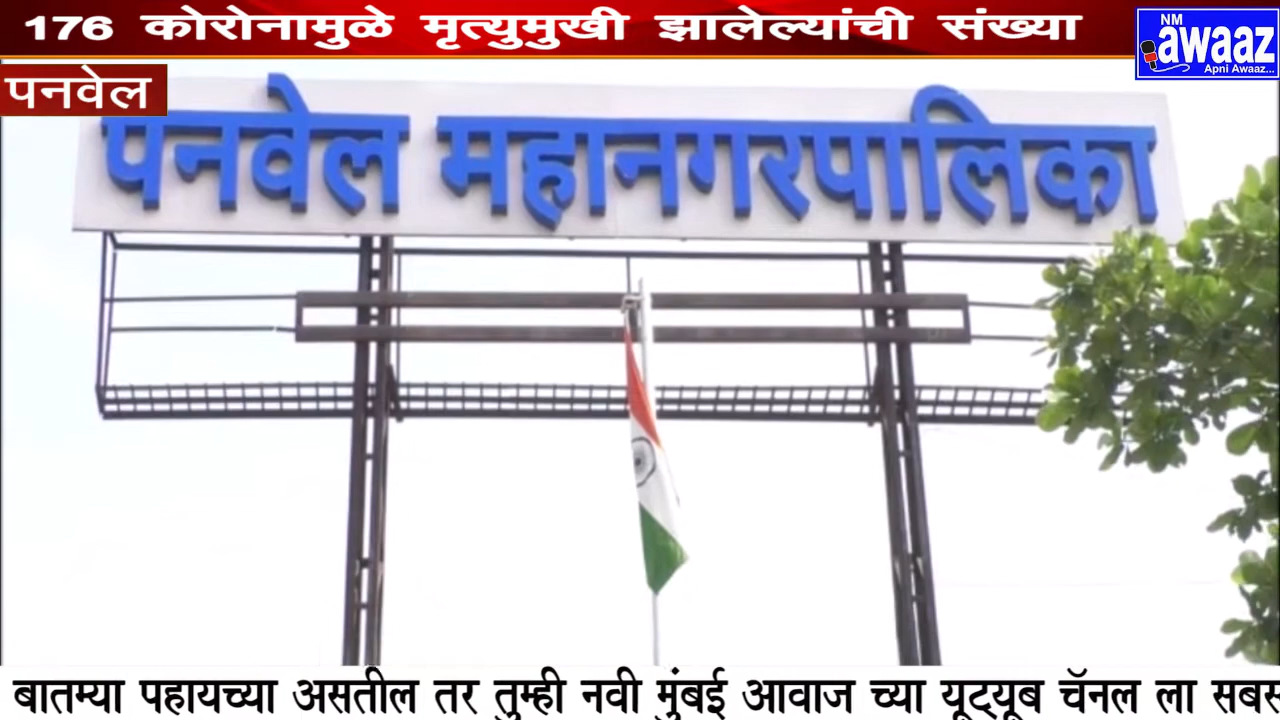 176 कोरोनामुळे मृत्युमुखी झालेल्यांची संख्या
NM
awaaz
Apni Awaaz...
पनवेल
पनवेल महानगरपालिका
बातम्या पहायच्या असतील तर तुम्ही नवी मुंबई आवाज च्या यूट्यूब चॅनल ला